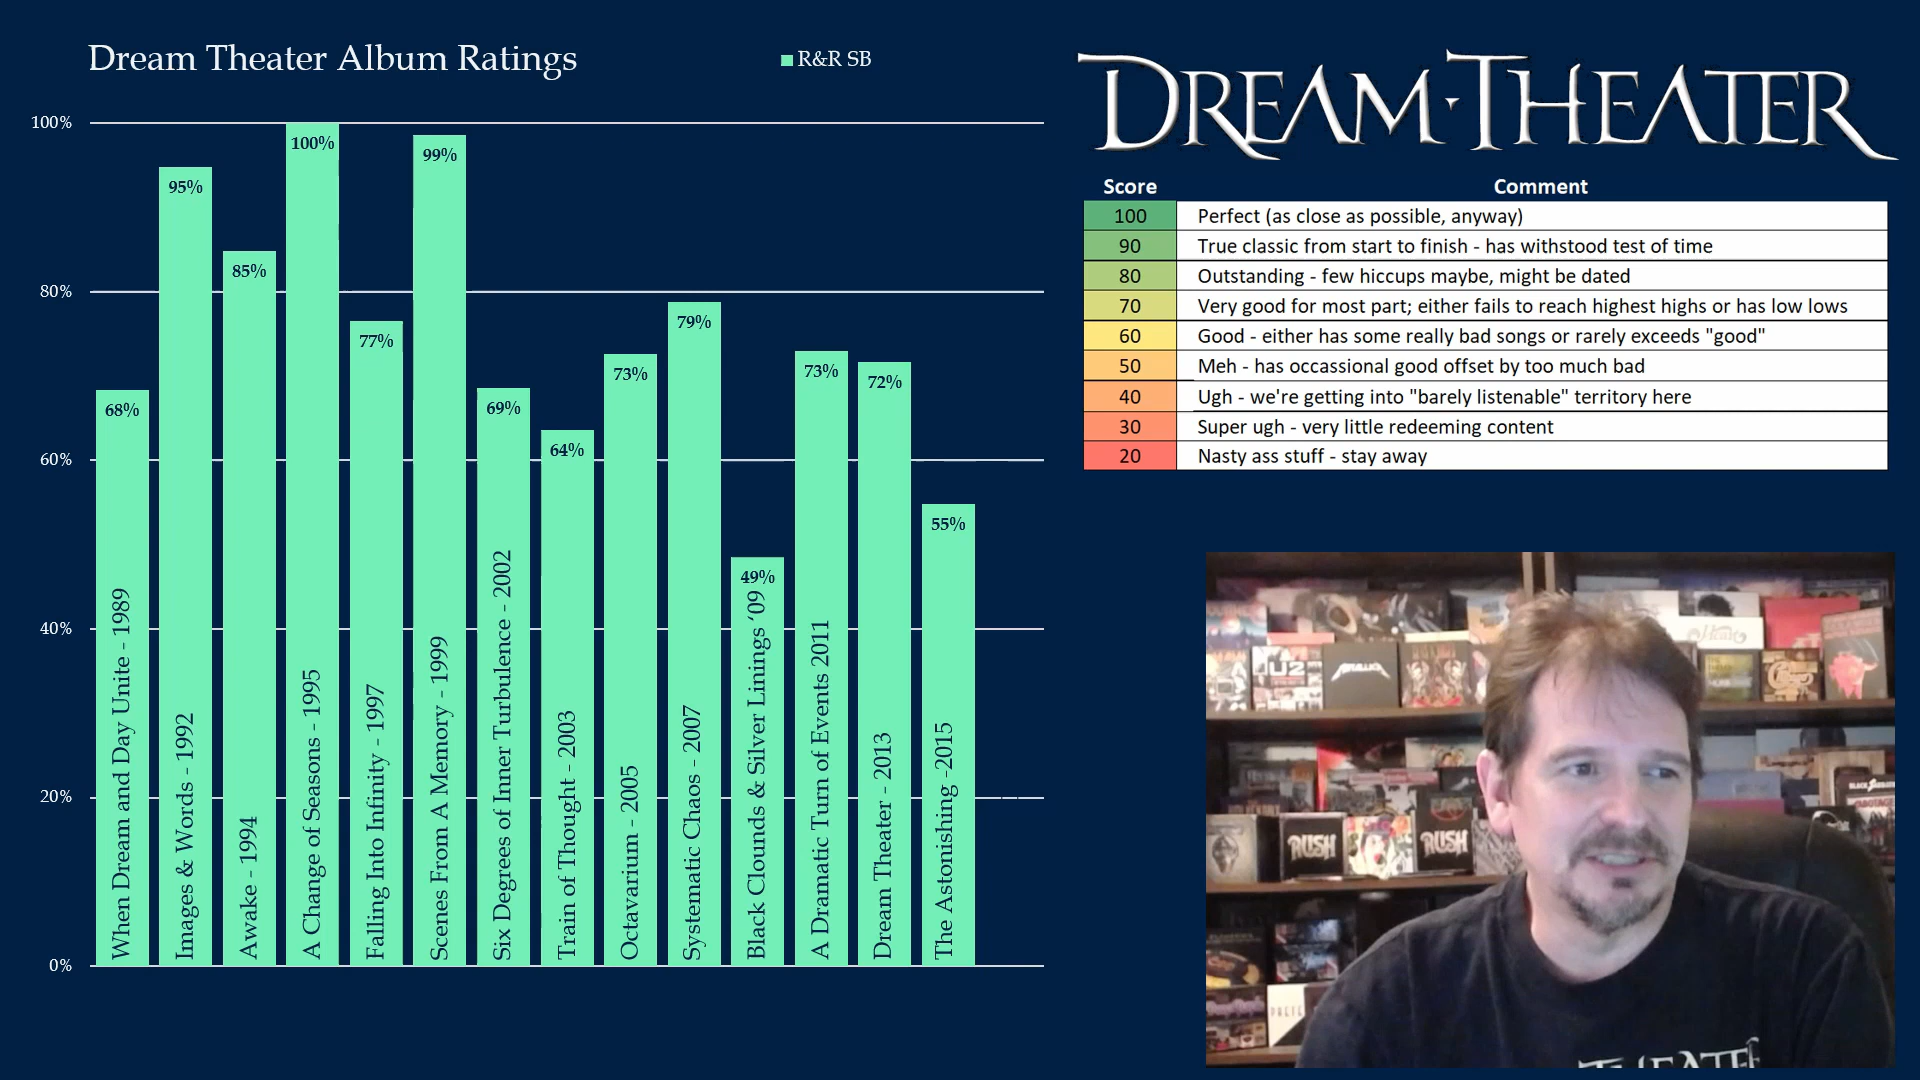 Dream Theater Album Ratings
R&R SB
100%
80%
60%
40%
20%
0%
68%
95%
85%
100%
77%
99%
69%
64%
73%
79%
49%
73%
72%
55%
When Dream and Day Unite - 1989
Images & Words - 1992
Awake - 1994
A Change of Seasons - 1995
Falling Into Infinity - 1997
Scenes From A Memory - 1999
Six Degrees of Inner Turbulence - 2002
Train of Thought - 2003
Octavarium - 2005
Systematic Chaos - 2007
Black Clounds & Silver Linings ‘09
A Dramatic Turn of Events 2011
Dream Theater - 2013
The Astonishing -2015
DREAM THEATER
Score Comment
100 Perfect (as close as possible, anyway)
90 True classic from start to finish - has withstood test of time
80 Outstanding - few hiccups maybe, might be dated
70 Very good for most part; either fails to reach highest highs or has low lows
60 Good - either has some really bad songs or rarely exceeds "good"
50 Meh - has occassional good offset by too much bad
40 Ugh - we're getting into "barely listenable" territory here
30 Super ugh - very little redeeming content
20 Nasty ass stuff - stay away
Heart
U2
METALLICA
CHICAGO
BLACK SABBATH
SABOTAGE
RUSH
RUSH
THEATER